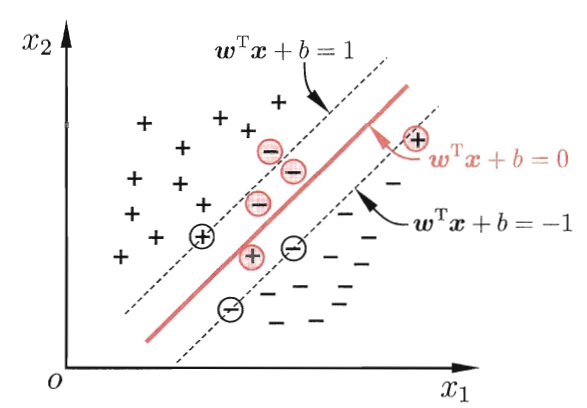 x₂
wᵀx + b = 1
wᵀx + b = 0
wᵀx + b = −1
O
x₁